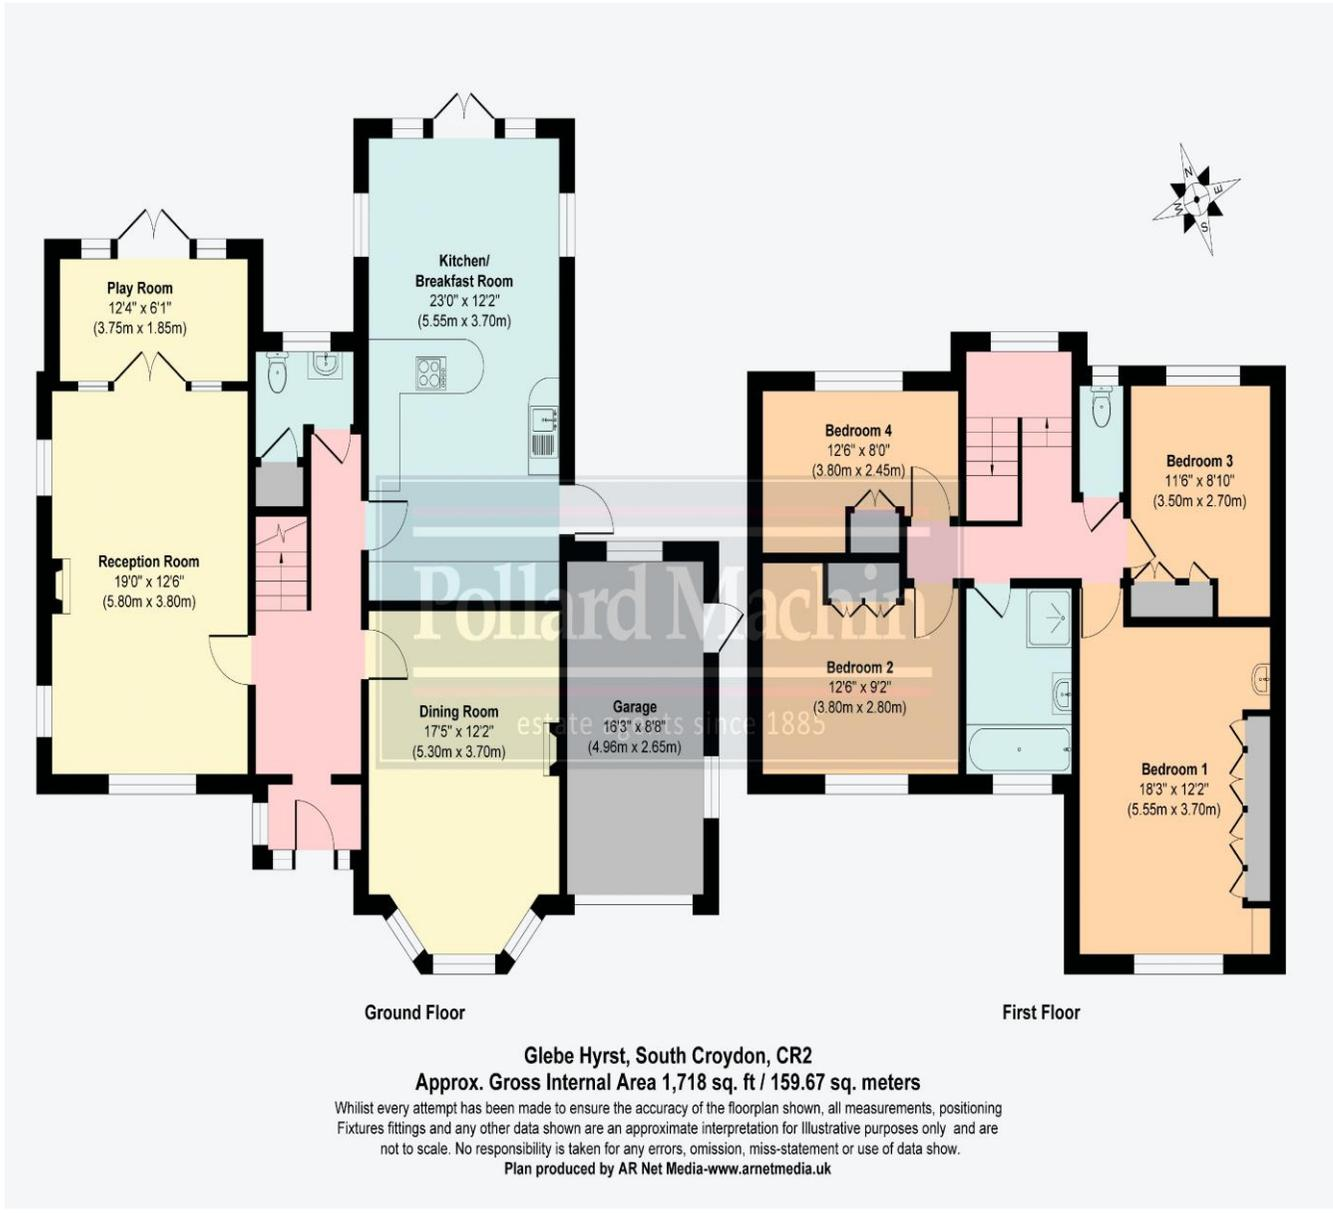 N
E
S
W
Kitchen/
Breakfast Room
23'0" x 12'2"
(5.55m x 3.70m)
Play Room
12'4" x 6'1"
(3.75m x 1.85m)
Reception Room
19'0" x 12'6"
(5.80m x 3.80m)
Dining Room
17'5" x 12'2"
(5.30m x 3.70m)
Garage
16'3" x 8'8"
(4.96m x 2.65m)
Bedroom 4
12'6" x 8'0"
(3.80m x 2.45m)
Bedroom 3
11'6" x 8'10"
(3.50m x 2.70m)
Bedroom 2
12'6" x 9'2"
(3.80m x 2.80m)
Bedroom 1
18'3" x 12'2"
(5.55m x 3.70m)
Pollard Machin
estate agents since 1885
Ground Floor
First Floor
Glebe Hyrst, South Croydon, CR2
Approx. Gross Internal Area 1,718 sq. ft / 159.67 sq. meters
Whilist every attempt has been made to ensure the accuracy of the floorplan shown, all measurements, positioning
Fixtures fittings and any other data shown are an approximate interpretation for Illustrative purposes only and are
not to scale. No responsibility is taken for any errors, omission, miss-statement or use of data show.
Plan produced by AR Net Media-www.arnetmedia.uk